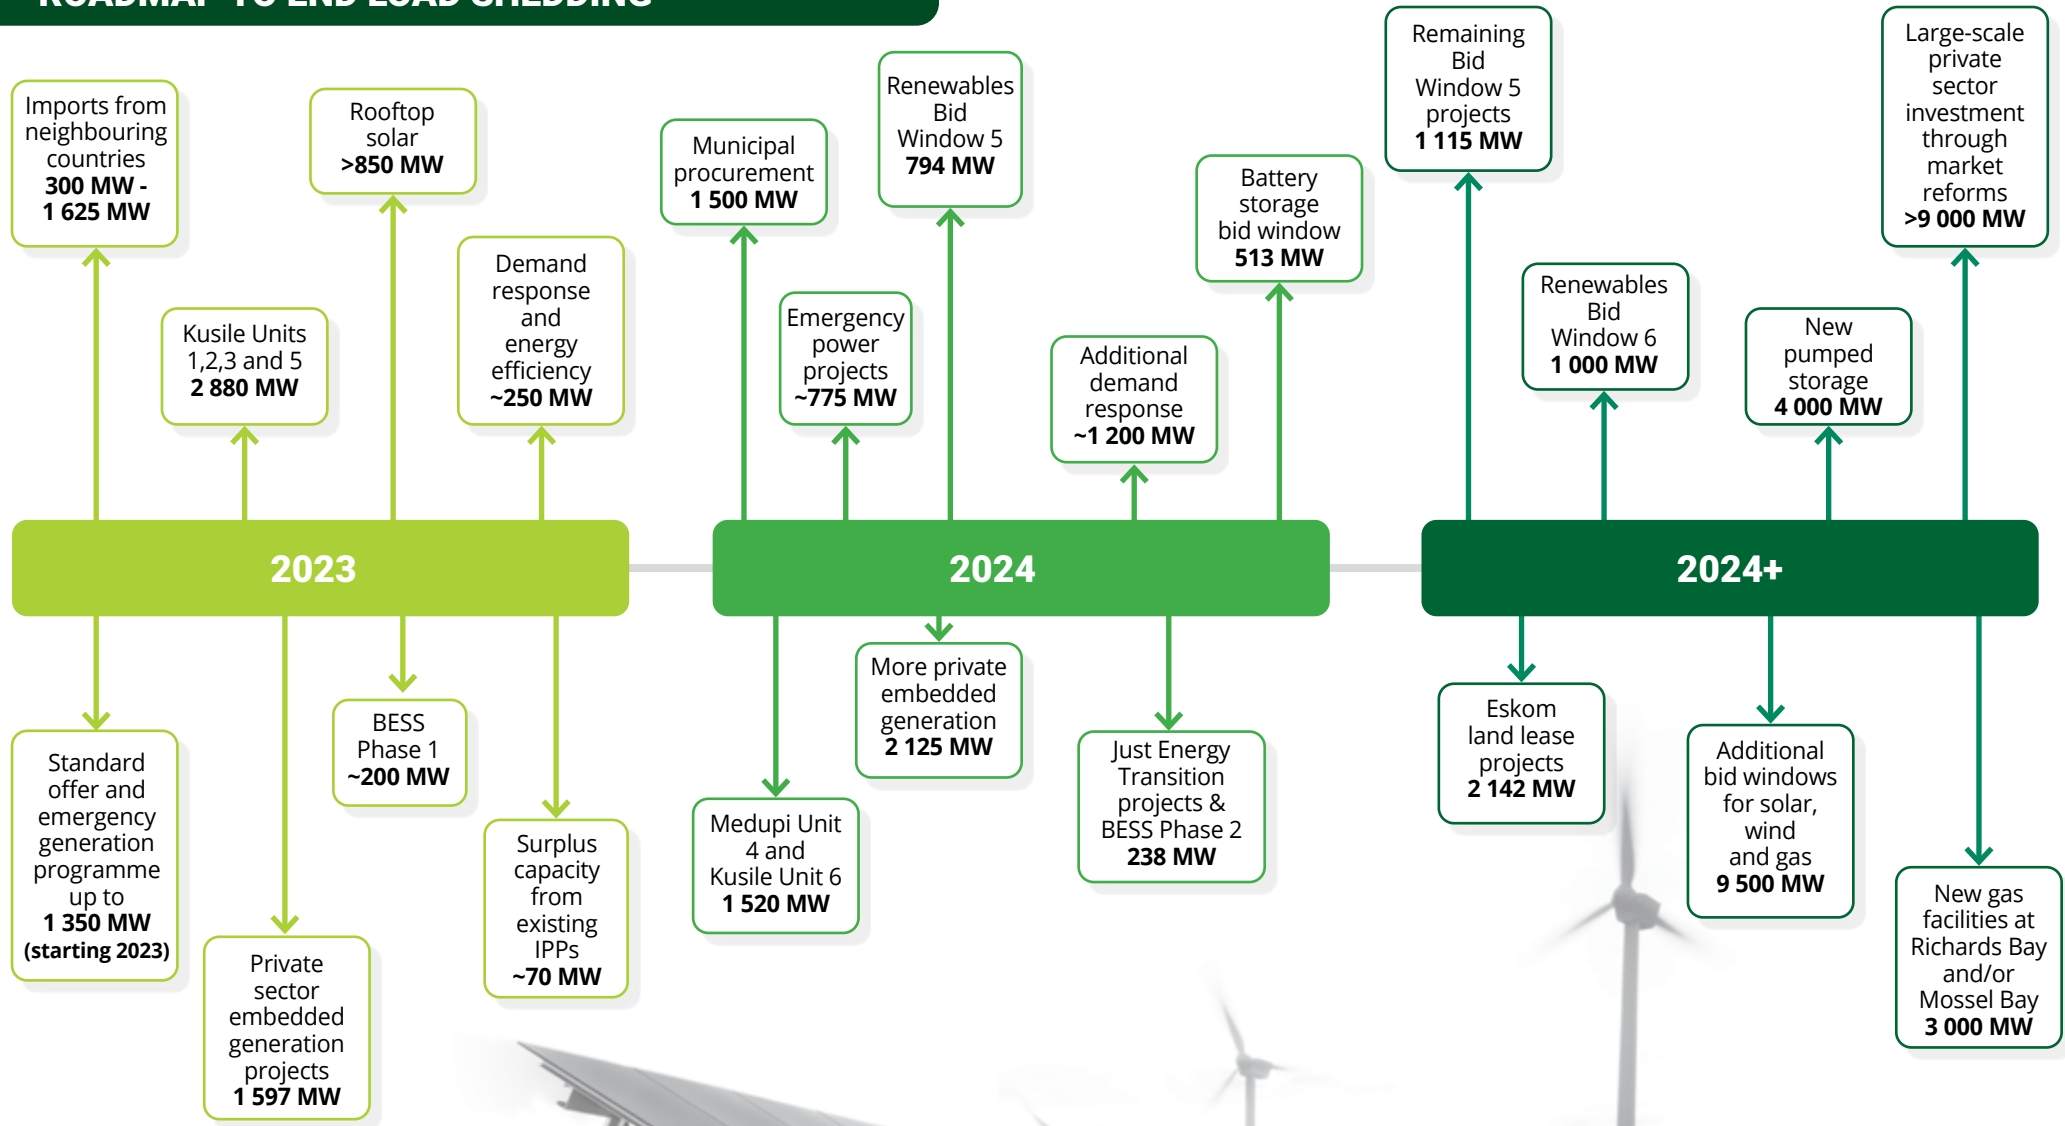 ROADMAP TO END LOAD SHEDDING
Imports from
neighbouring
countries
300 MW -
1 625 MW
Kusile Units
1,2,3 and 5
2 880 MW
Rooftop
solar
>850 MW
Demand
response
and
energy
efficiency
~250 MW
Municipal
procurement
1 500 MW
Emergency
power
projects
~775 MW
Renewables
Bid
Window 5
794 MW
Additional
demand
response
~1 200 MW
Battery
storage
bid window
513 MW
Remaining
Bid
Window 5
projects
1 115 MW
Renewables
Bid
Window 6
1 000 MW
New
pumped
storage
4 000 MW
Large-scale
private
sector
investment
through
market
reforms
>9 000 MW
2023
2024
2024+
Standard
offer and
emergency
generation
programme
up to
1 350 MW
(starting 2023)
Private
sector
embedded
generation
projects
1 597 MW
BESS
Phase 1
~200 MW
Surplus
capacity
from
existing
IPPs
~70 MW
Medupi Unit
4 and
Kusile Unit 6
1 520 MW
More private
embedded
generation
2 125 MW
Just Energy
Transition
projects &
BESS Phase 2
238 MW
Eskom
land lease
projects
2 142 MW
Additional
bid windows
for solar,
wind
and gas
9 500 MW
New gas
facilities at
Richards Bay
and/or
Mossel Bay
3 000 MW